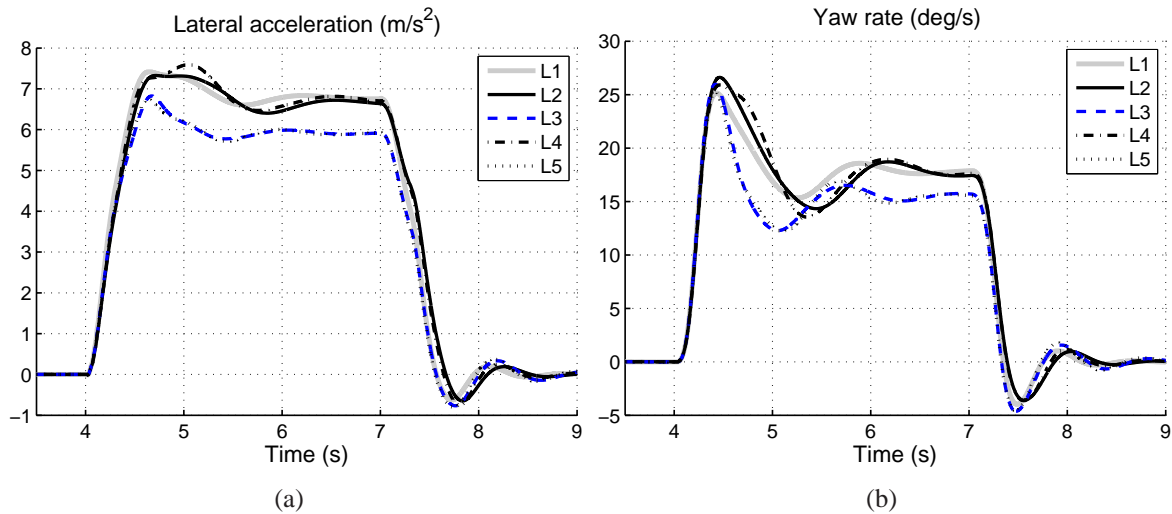 Lateral acceleration (m/s²)
8
7
6
5
4
3
2
1
0
−1
4 5 6 7 8 9
Time (s)
L1
L2
L3
L4
L5
(a)
Yaw rate (deg/s)
30
25
20
15
10
5
0
−5
4 5 6 7 8 9
Time (s)
L1
L2
L3
L4
L5
(b)